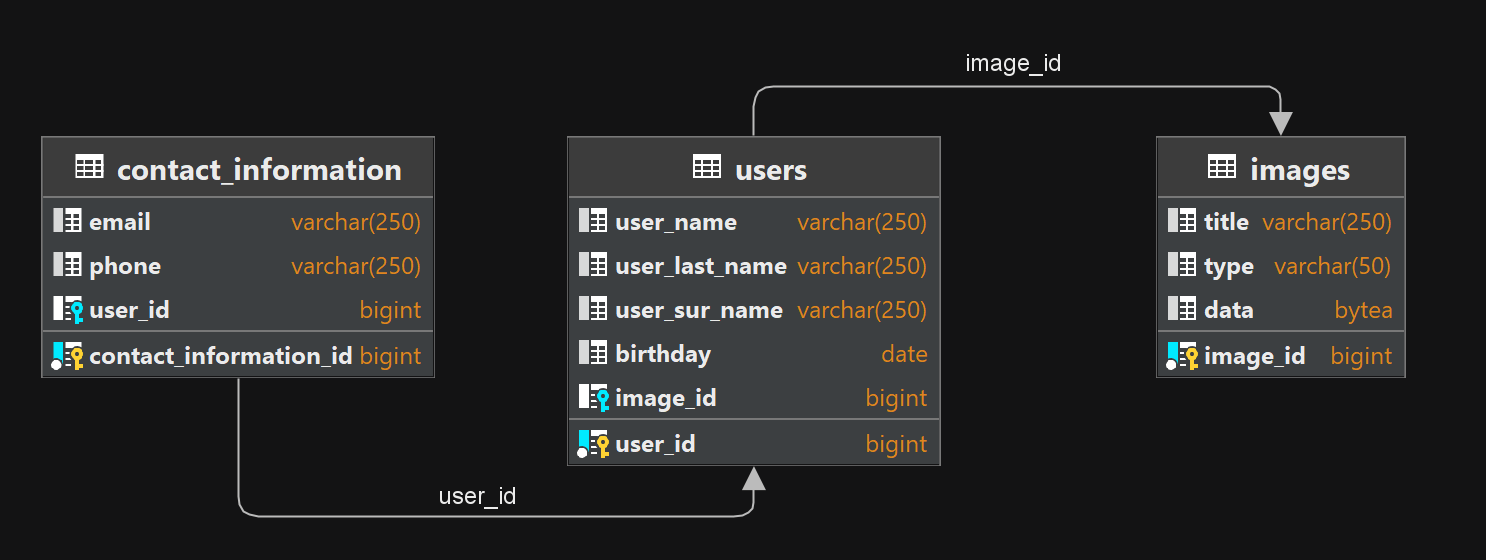 image_id
contact_information
email varchar(250)
phone varchar(250)
user_id bigint
contact_information_id bigint
users
user_name varchar(250)
user_last_name varchar(250)
user_sur_name varchar(250)
birthday date
image_id bigint
user_id bigint
images
title varchar(250)
type varchar(50)
data bytea
image_id bigint
user_id